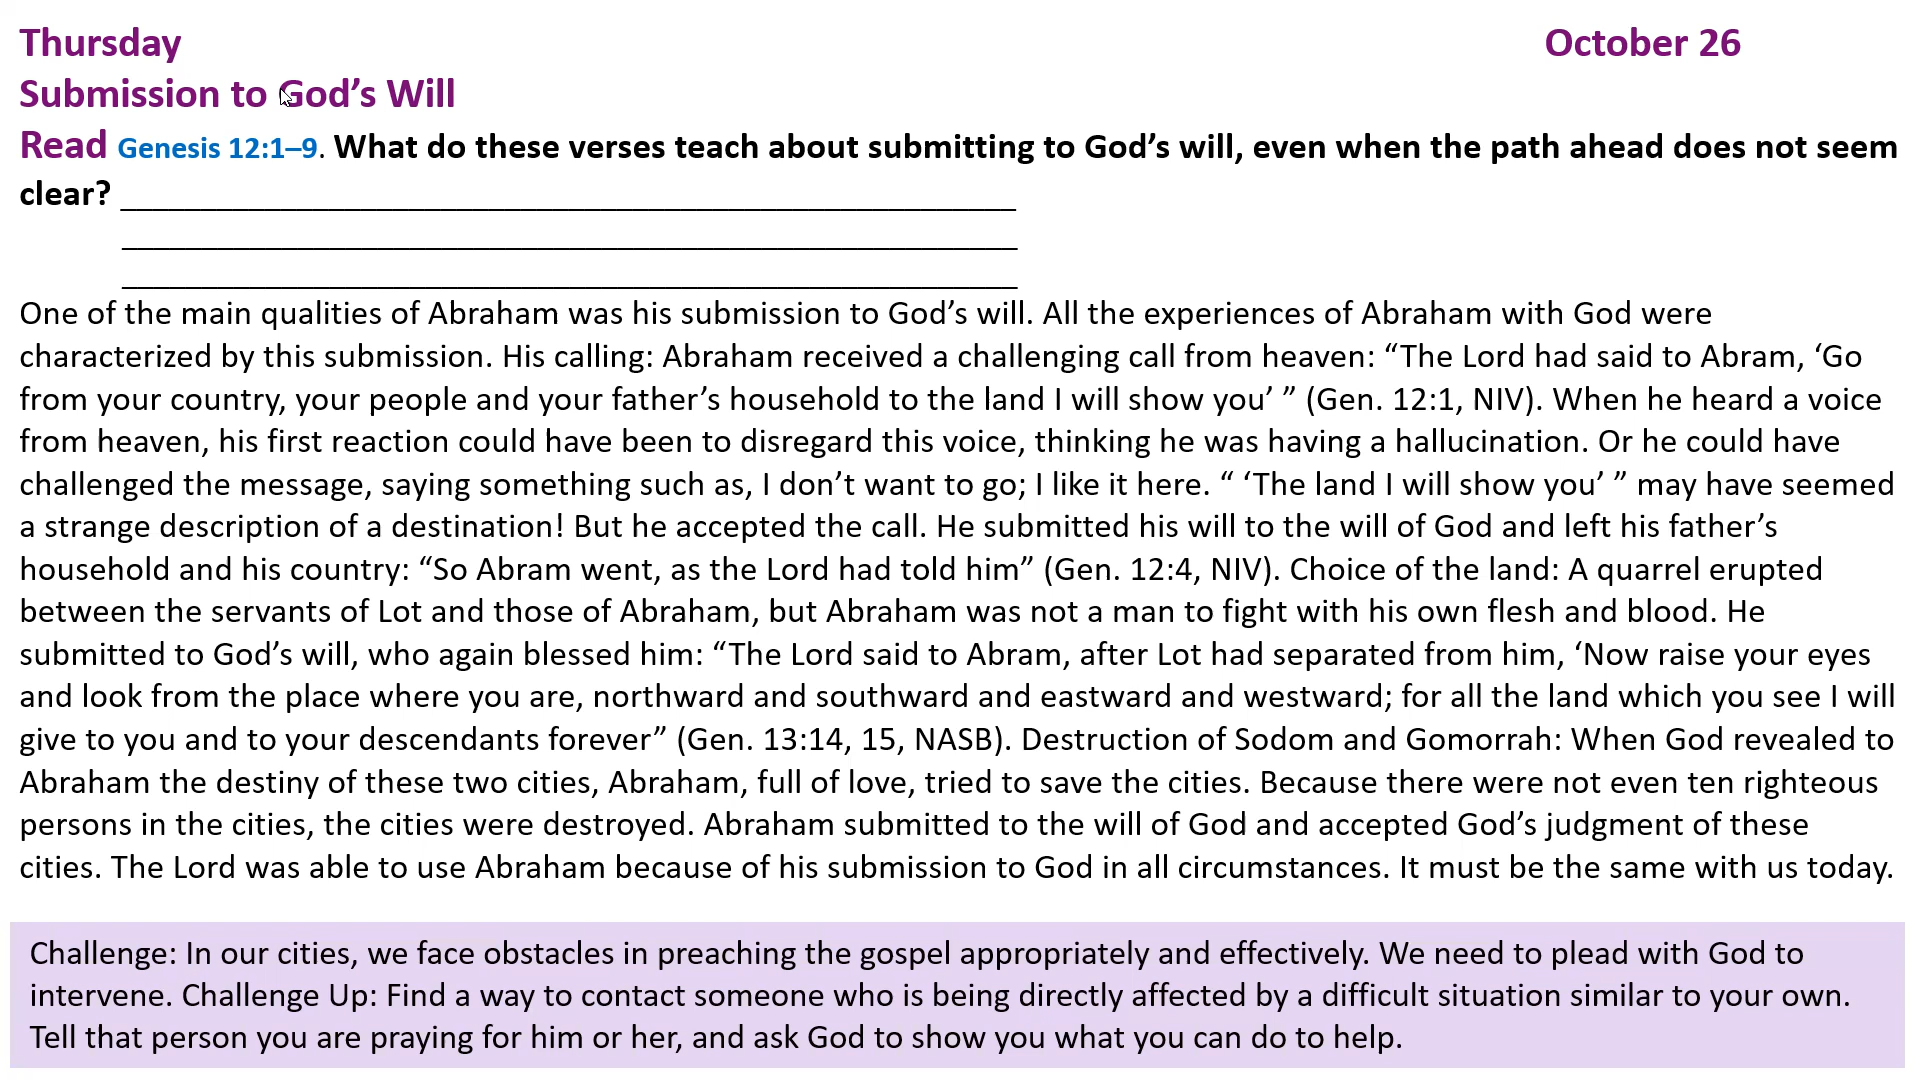 Thursday October 26
Submission to God’s Will
Read Genesis 12:1–9. What do these verses teach about submitting to God’s will, even when the path ahead does not seem
clear? ________________________________________________________
________________________________________________________
________________________________________________________
One of the main qualities of Abraham was his submission to God’s will. All the experiences of Abraham with God were
characterized by this submission. His calling: Abraham received a challenging call from heaven: “The Lord had said to Abram, ‘Go
from your country, your people and your father’s household to the land I will show you’ ” (Gen. 12:1, NIV). When he heard a voice
from heaven, his first reaction could have been to disregard this voice, thinking he was having a hallucination. Or he could have
challenged the message, saying something such as, I don’t want to go; I like it here. “ ‘The land I will show you’ ” may have seemed
a strange description of a destination! But he accepted the call. He submitted his will to the will of God and left his father’s
household and his country: “So Abram went, as the Lord had told him” (Gen. 12:4, NIV). Choice of the land: A quarrel erupted
between the servants of Lot and those of Abraham, but Abraham was not a man to fight with his own flesh and blood. He
submitted to God’s will, who again blessed him: “The Lord said to Abram, after Lot had separated from him, ‘Now raise your eyes
and look from the place where you are, northward and southward and eastward and westward; for all the land which you see I will
give to you and to your descendants forever” (Gen. 13:14, 15, NASB). Destruction of Sodom and Gomorrah: When God revealed to
Abraham the destiny of these two cities, Abraham, full of love, tried to save the cities. Because there were not even ten righteous
persons in the cities, the cities were destroyed. Abraham submitted to the will of God and accepted God’s judgment of these
cities. The Lord was able to use Abraham because of his submission to God in all circumstances. It must be the same with us today.
Challenge: In our cities, we face obstacles in preaching the gospel appropriately and effectively. We need to plead with God to
intervene. Challenge Up: Find a way to contact someone who is being directly affected by a difficult situation similar to your own.
Tell that person you are praying for him or her, and ask God to show you what you can do to help.